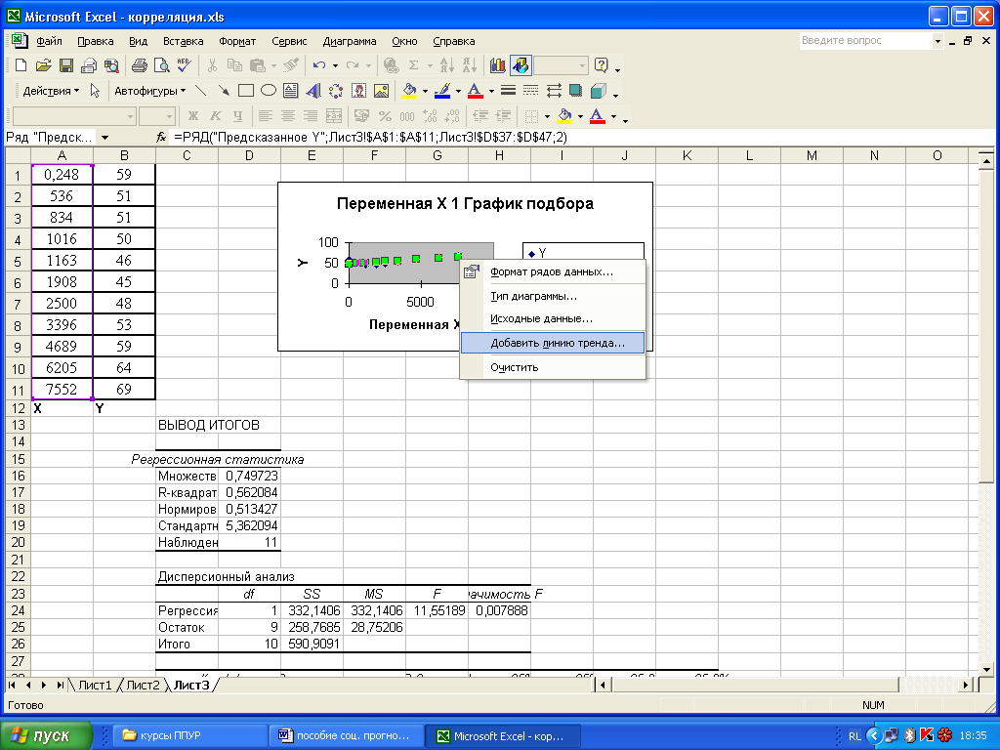 Microsoft Excel - корреляция.xls
Файл Правка Вид Вставка Формат Сервис Диаграмма Окно Справка Введите вопрос
Действия Автофигуры
Ж К Ч
Ряд "Предск... fx =РЯД("Предсказанное Y";Лист3!$A$1:$A$11;Лист3!$D$37:$D$47;2)
A B C D E F G H I J K L M N O
1 0,248 59
2 536 51
3 834 51
4 1016 50
5 1163 46
6 1908 45
7 2500 48
8 3396 53
9 4689 59
10 6205 64
11 7552 69
12 X Y
Переменная X 1 График подбора
100
50
0
Y
0 5000
Переменная X
Y
Формат рядов данных...
Тип диаграммы...
Исходные данные...
Добавить линию тренда...
Очистить
13 ВЫВОД ИТОГОВ
14
15 Регрессионная статистика
16 Множеств 0,749723
17 R-квадрат 0,562084
18 Нормиров 0,513427
19 Стандартн 5,362094
20 Наблюден 11
21
22 Дисперсионный анализ
23 df SS MS F ачимость F
24 Регрессия 1 332,1406 332,1406 11,55189 0,007888
25 Остаток 9 258,7685 28,75206
26 Итого 10 590,9091
27
Лист1 Лист2 Лист3
Готово NUM
пуск курсы ППУР пособие соц. прогно... Microsoft Excel - кор... RL 18:35